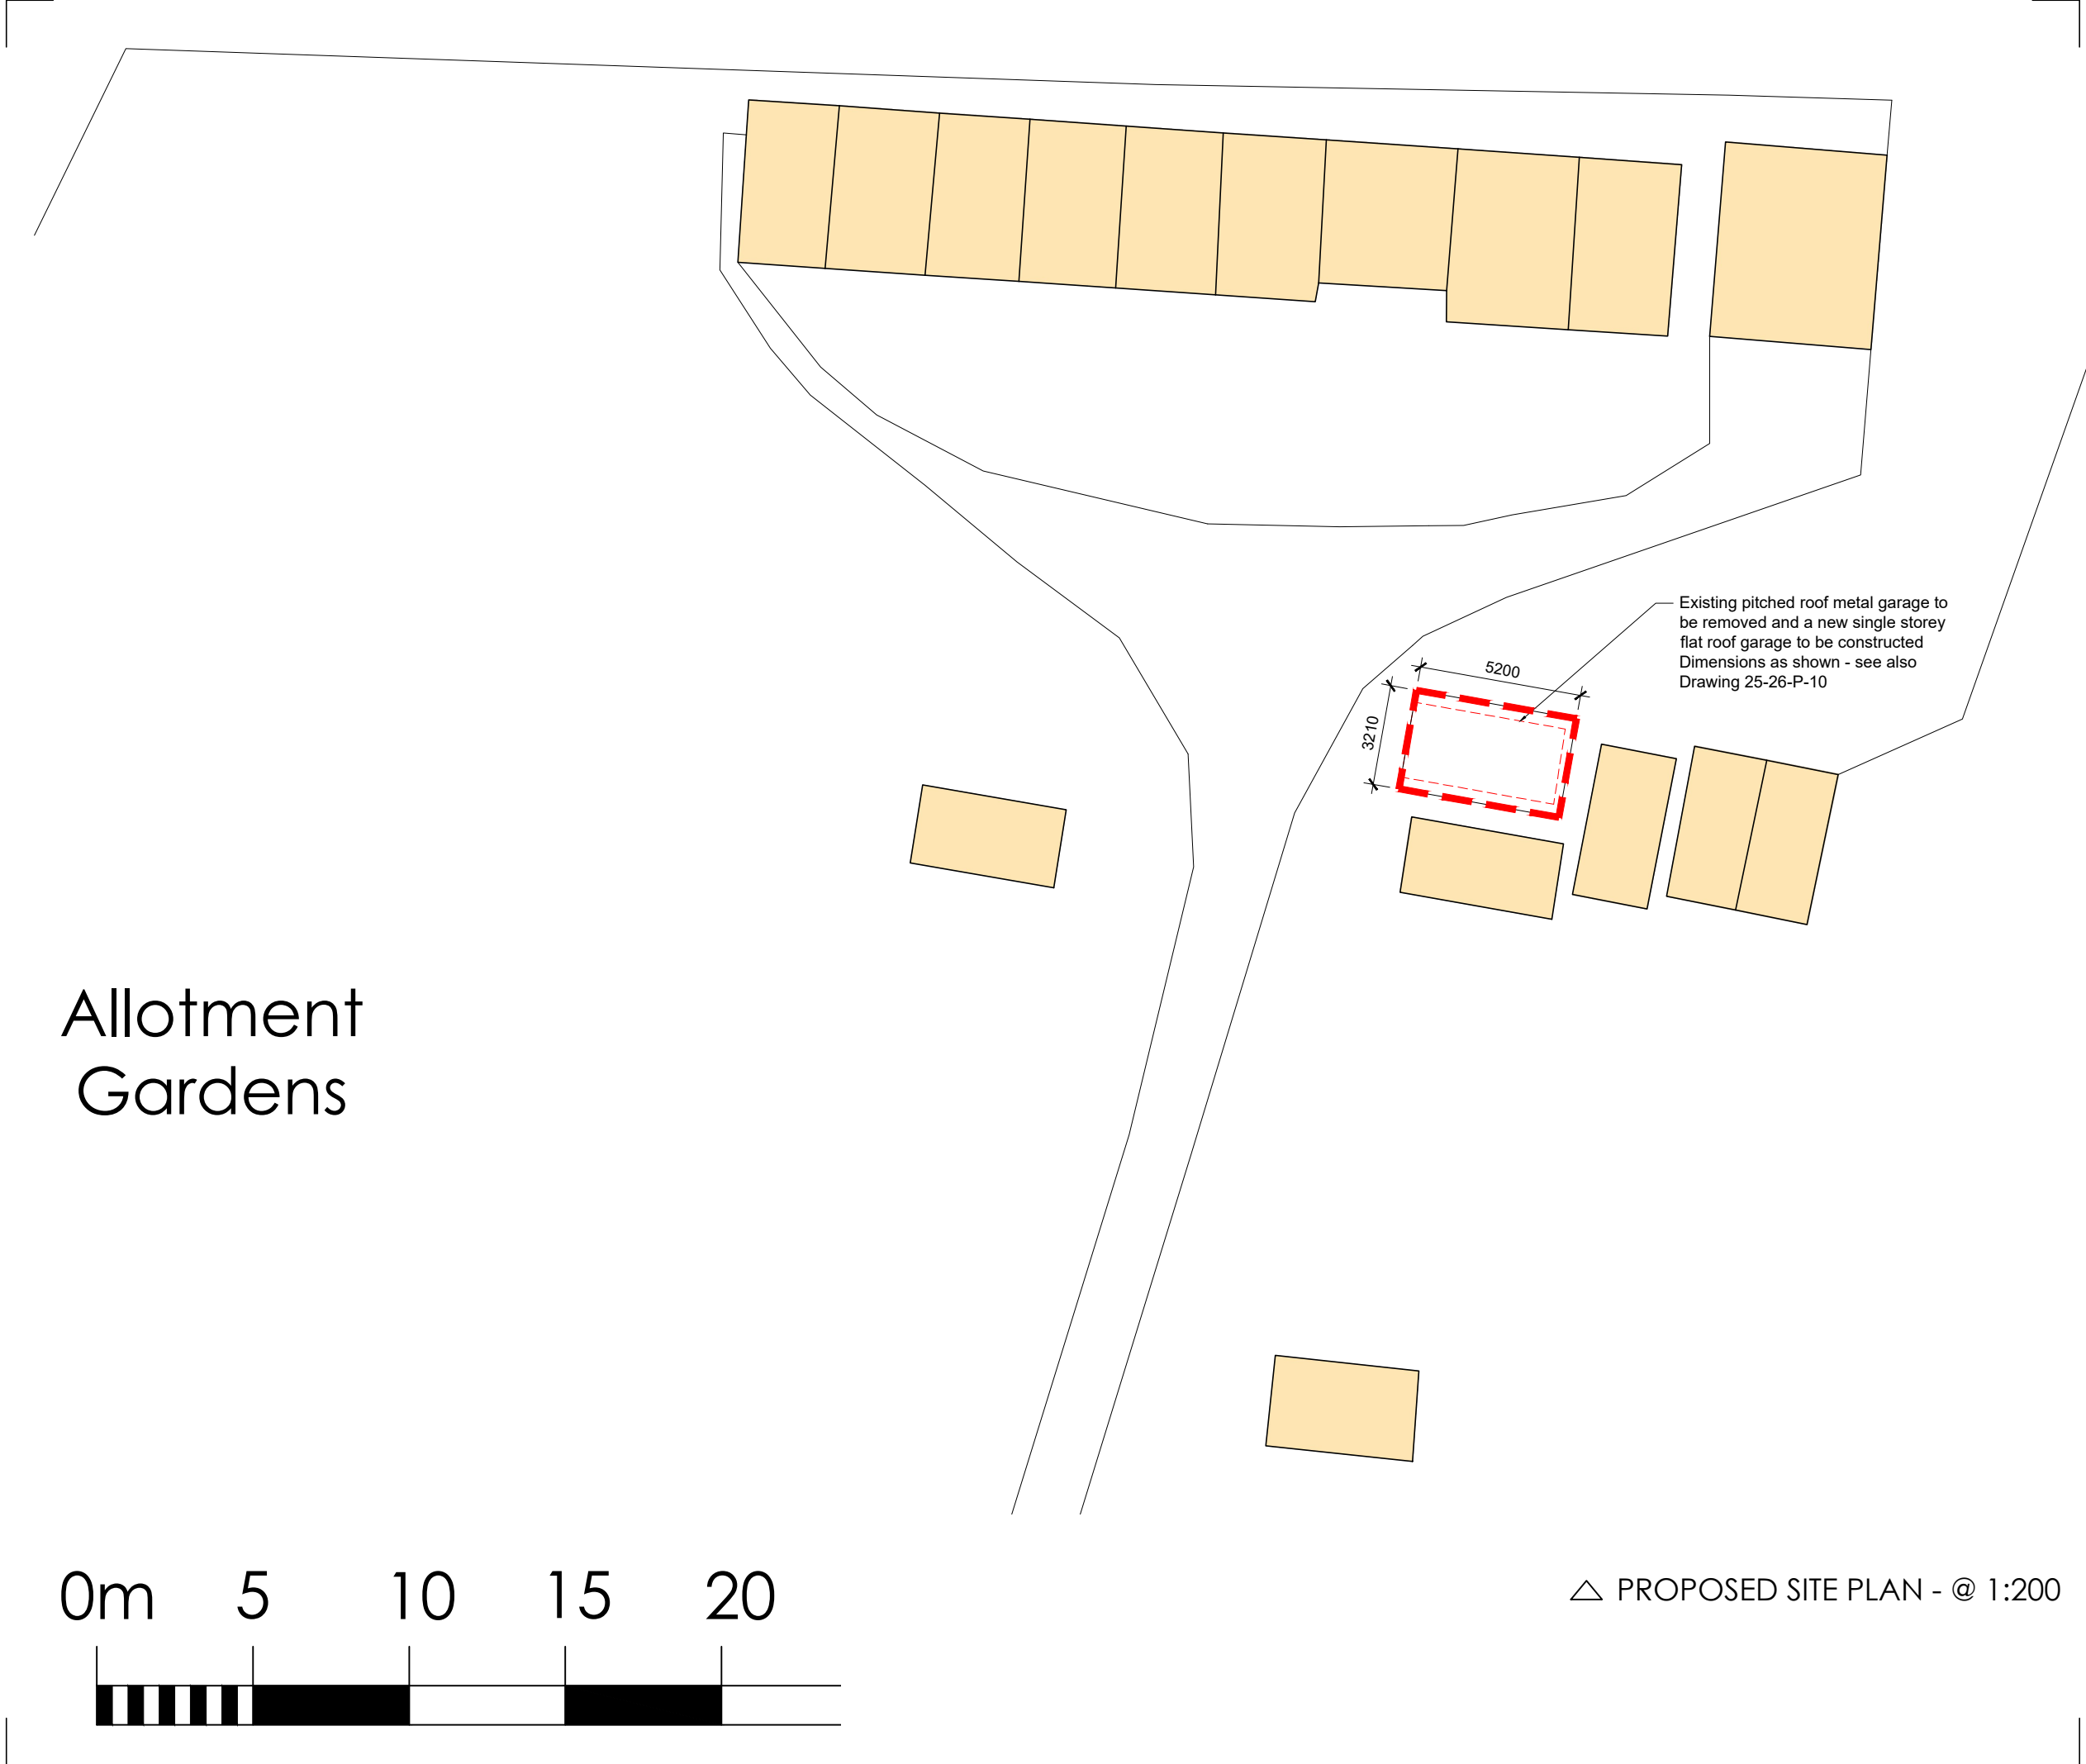 Existing pitched roof metal garage to
be removed and a new single storey
flat roof garage to be constructed
Dimensions as shown - see also
Drawing 25-26-P-10
5200
3210
Allotment
Gardens
0m 5 10 15 20
PROPOSED SITE PLAN - @ 1:200